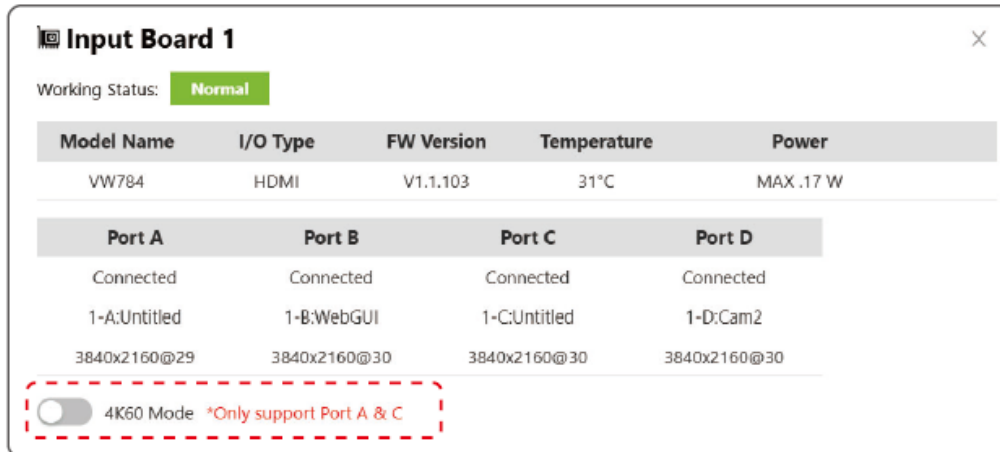 Input Board 1
Working Status: Normal
Model Name I/O Type FW Version Temperature Power
VW784 HDMI V1.1.103 31°C MAX .17 W
Port A Port B Port C Port D
Connected Connected Connected Connected
1-A:Untitled 1-B:WebGUI 1-C:Untitled 1-D:Cam2
3840x2160@29 3840x2160@30 3840x2160@30 3840x2160@30
4K60 Mode *Only support Port A & C